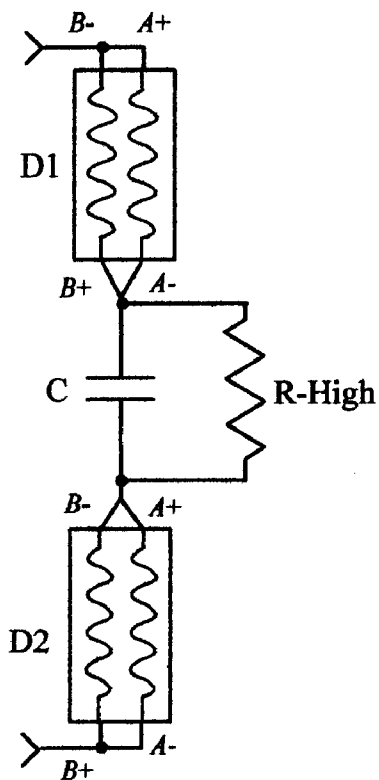 B- A+
D1
B+ A-
C R-High
B- A+
D2
A-
B+